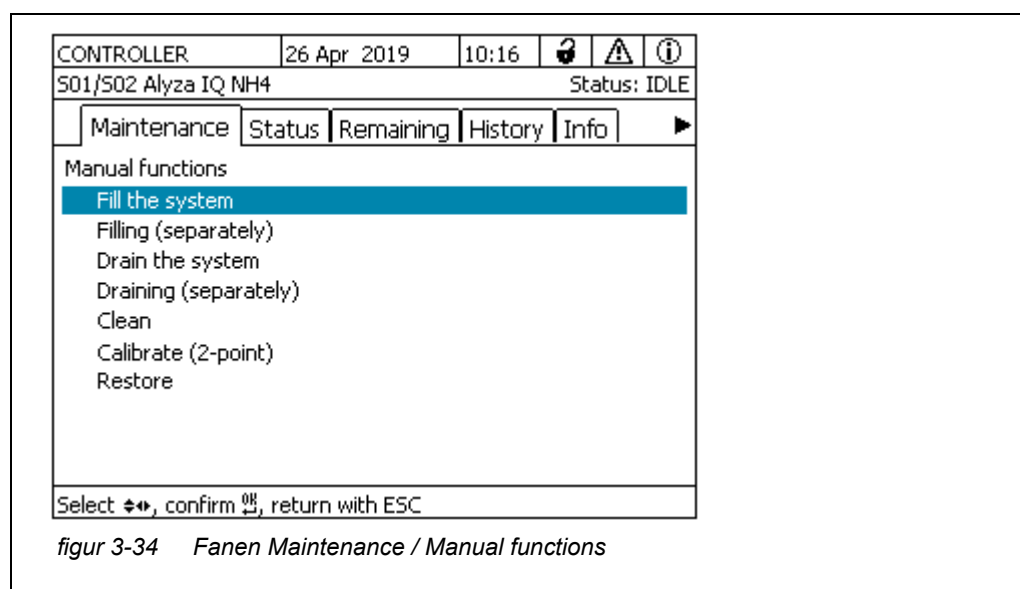 CONTROLLER 26 Apr 2019 10:16
S01/S02 Alyza IQ NH4 Status: IDLE
Maintenance Status Remaining History Info
Manual functions
Fill the system
Filling (separately)
Drain the system
Draining (separately)
Clean
Calibrate (2-point)
Restore
Select , confirm OK, return with ESC
figur 3-34 Fanen Maintenance / Manual functions